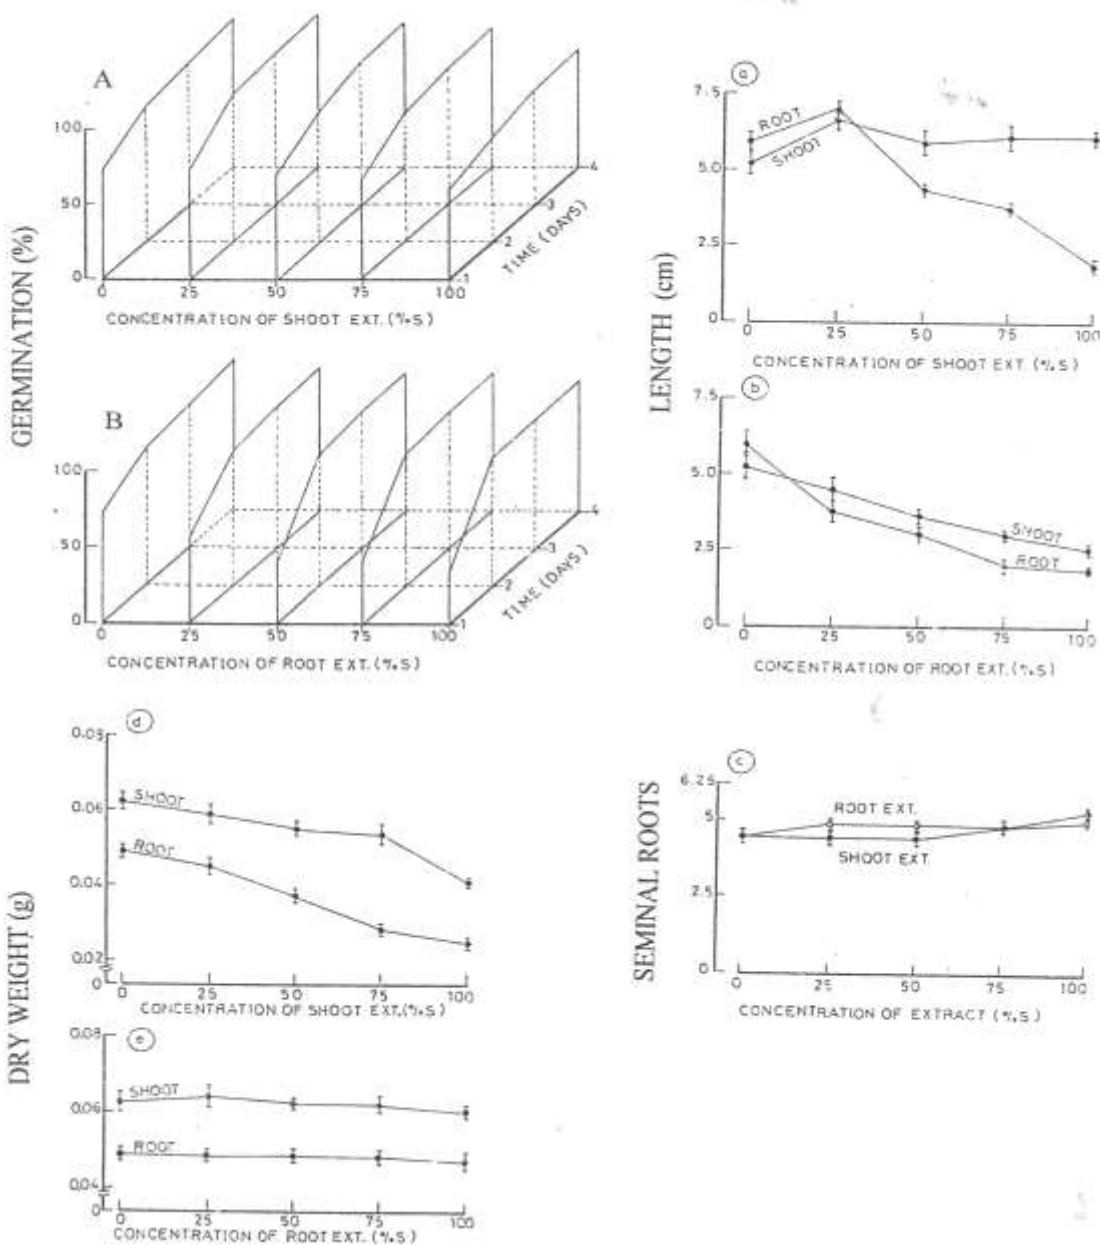 GERMINATION (%)
A
100
50
0
0 25 50 75 100
1
2
3
4
TIME (DAYS)
CONCENTRATION OF SHOOT EXT. (%S)
B
100
50
0
0 25 50 75 100
1
2
3
TIME (DAYS)
CONCENTRATION OF ROOT EXT. (%S)
LENGTH (cm)
a
7.5
5.0
2.5
0
ROOT
SHOOT
0 25 50 75 100
CONCENTRATION OF SHOOT EXT. (%S)
b
7.5
5.0
2.5
0
SHOOT
ROOT
0 25 50 75 100
CONCENTRATION OF ROOT EXT. (%S)
DRY WEIGHT (g)
d
0.08
0.06
0.04
0.02
0
SHOOT
ROOT
0 25 50 75 100
CONCENTRATION OF SHOOT EXT. (%S)
e
0.08
0.06
0.04
0
SHOOT
ROOT
0 25 50 75 100
CONCENTRATION OF ROOT EXT. (%S)
SEMINAL ROOTS
c
6.25
5
2.5
0
ROOT EXT.
SHOOT EXT.
0 25 50 75 100
CONCENTRATION OF EXTRACT (%S)